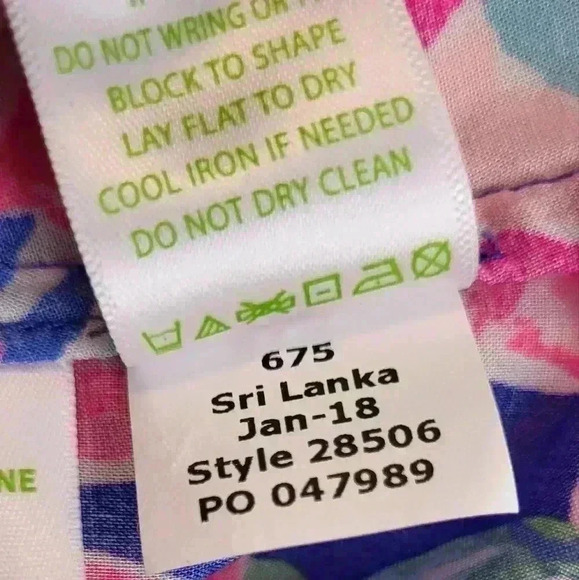 DO NOT WRING OR
BLOCK TO SHAPE
LAY FLAT TO DRY
COOL IRON IF NEEDED
DO NOT DRY CLEAN
675
Sri Lanka
Jan-18
Style 28506
PO 047989
NE